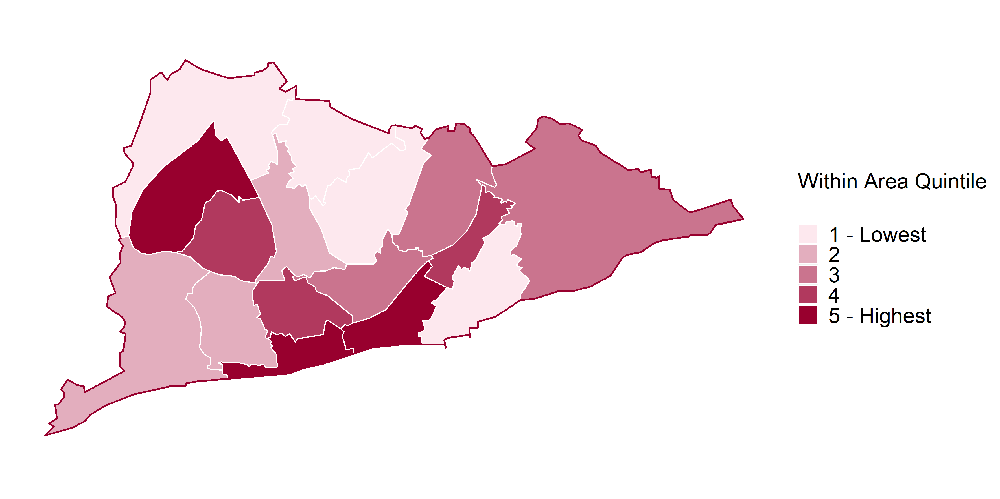 Within Area Quintile
1 - Lowest
2
3
4
5 - Highest